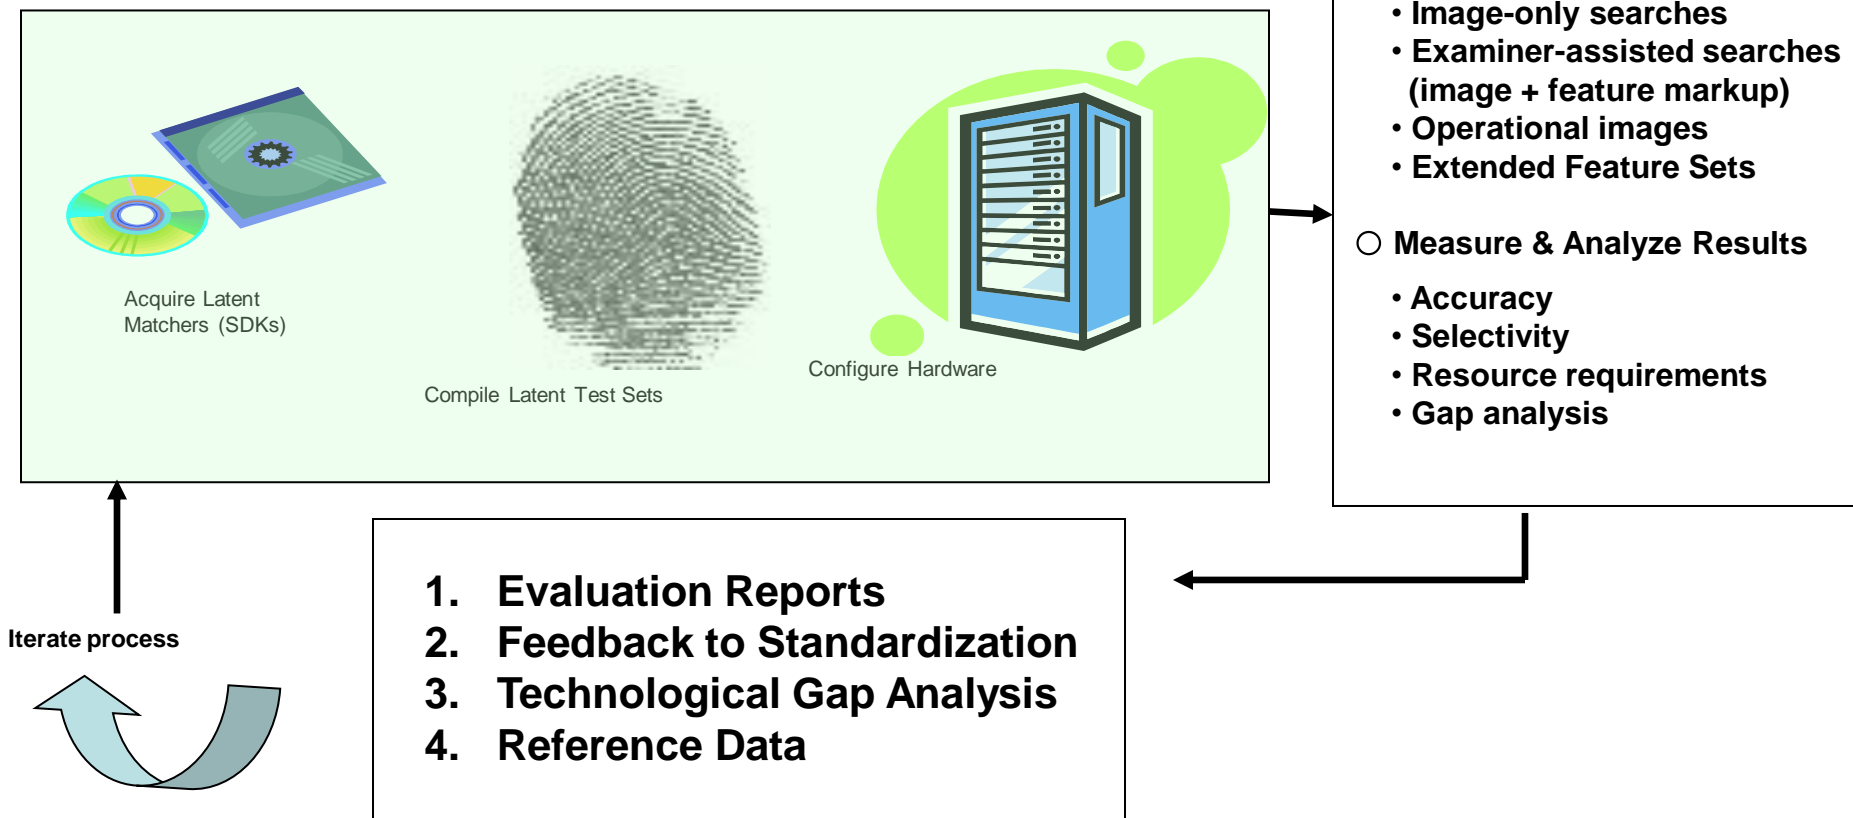 Acquire Latent
Matchers (SDKs)
Compile Latent Test Sets
Configure Hardware
• Image-only searches
• Examiner-assisted searches
(image + feature markup)
• Operational images
• Extended Feature Sets
○ Measure & Analyze Results
• Accuracy
• Selectivity
• Resource requirements
• Gap analysis
1. Evaluation Reports
2. Feedback to Standardization
3. Technological Gap Analysis
4. Reference Data
Iterate process